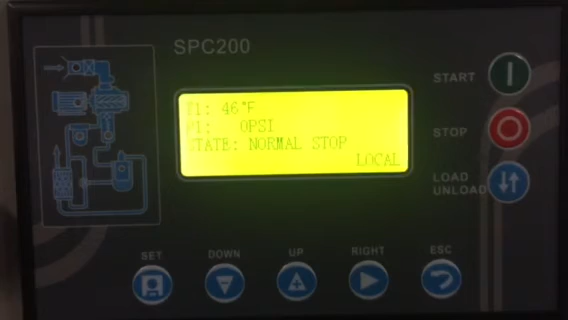 SPC200
T1: 46°F
P1: 0PSI
STATE: NORMAL STOP
LOCAL
START
STOP
LOAD
UNLOAD
SET
DOWN
UP
RIGHT
ESC